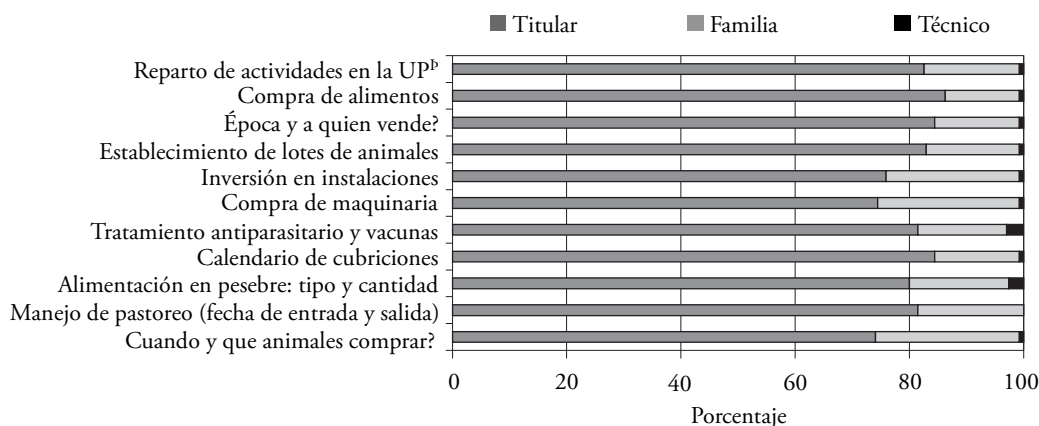 Titular Familia Técnico
Reparto de actividades en la UPᵖ
Compra de alimentos
Época y a quien vende?
Establecimiento de lotes de animales
Inversión en instalaciones
Compra de maquinaria
Tratamiento antiparasitario y vacunas
Calendario de cubriciones
Alimentación en pesebre: tipo y cantidad
Manejo de pastoreo (fecha de entrada y salida)
Cuando y que animales comprar?
0 20 40 60 80 100
Porcentaje